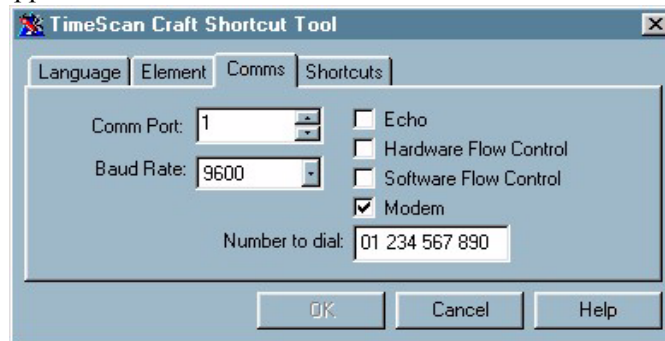 TimeScan Craft Shortcut Tool
Language Element Comms Shortcuts
Comm Port: 1
Echo
Hardware Flow Control
Baud Rate: 9600
Software Flow Control
Modem
Number to dial: 01 234 567 890
OK Cancel Help